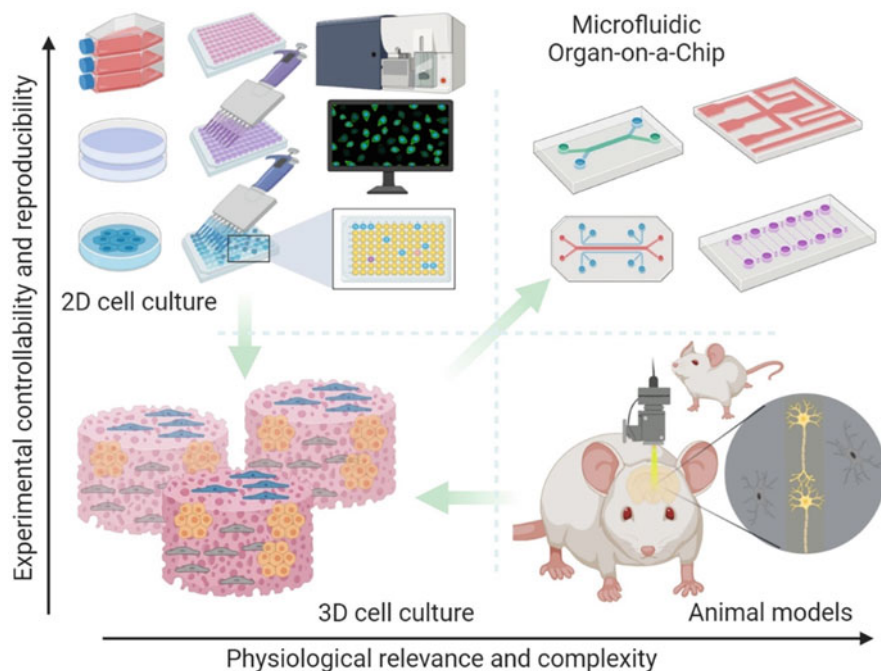 Microfluidic
Organ-on-a-Chip
2D cell culture
3D cell culture
Animal models
Experimental controllability and reproducibility
Physiological relevance and complexity